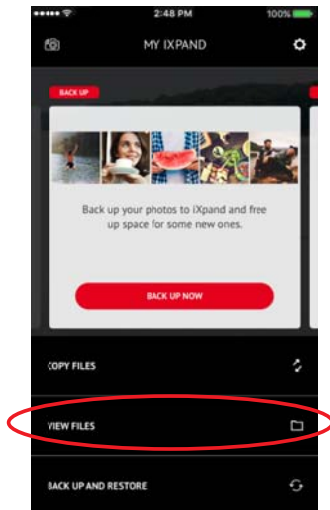 2:48 PM
100%
MY IXPAND
BACK UP
Back up your photos to iXpand and free
up space for some new ones.
BACK UP NOW
COPY FILES
VIEW FILES
BACK UP AND RESTORE